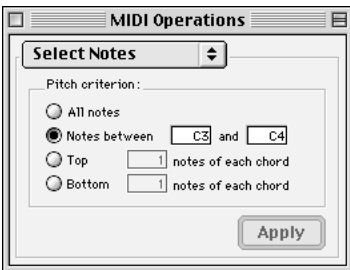 MIDI Operations
Select Notes
Pitch criterion:
All notes
Notes between C3 and C4
Top 1 notes of each chord
Bottom 1 notes of each chord
Apply